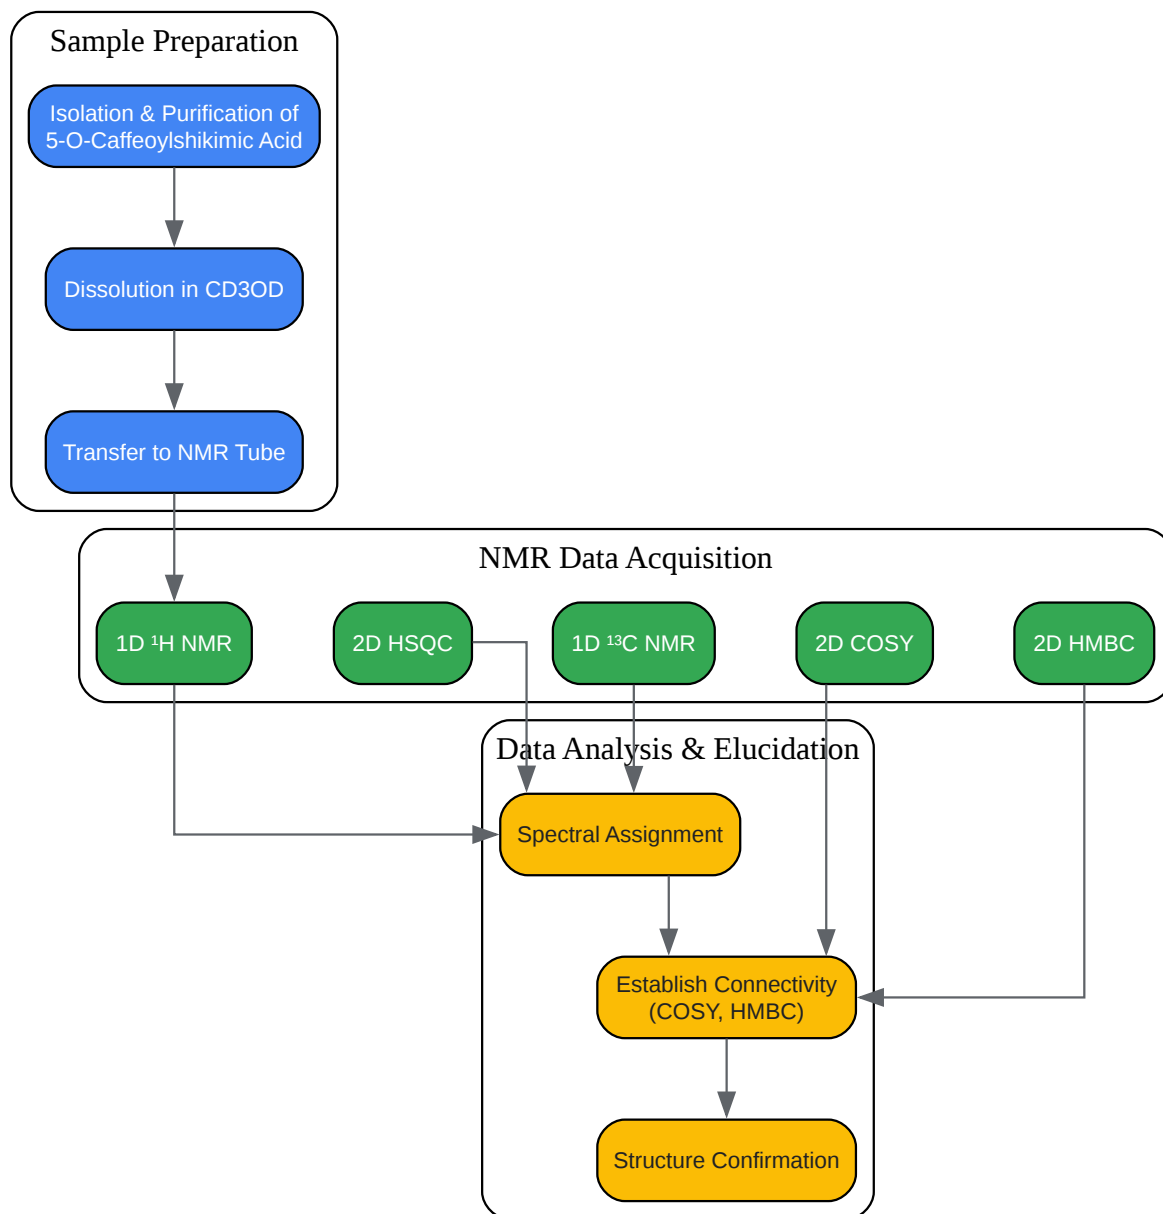 Sample Preparation
Isolation & Purification of
5-O-Caffeoylshikimic Acid
Dissolution in CD3OD
Transfer to NMR Tube
NMR Data Acquisition
1D ¹H NMR
2D HSQC
1D ¹³C NMR
2D COSY
2D HMBC
Data Analysis & Elucidation
Spectral Assignment
Establish Connectivity
(COSY, HMBC)
Structure Confirmation